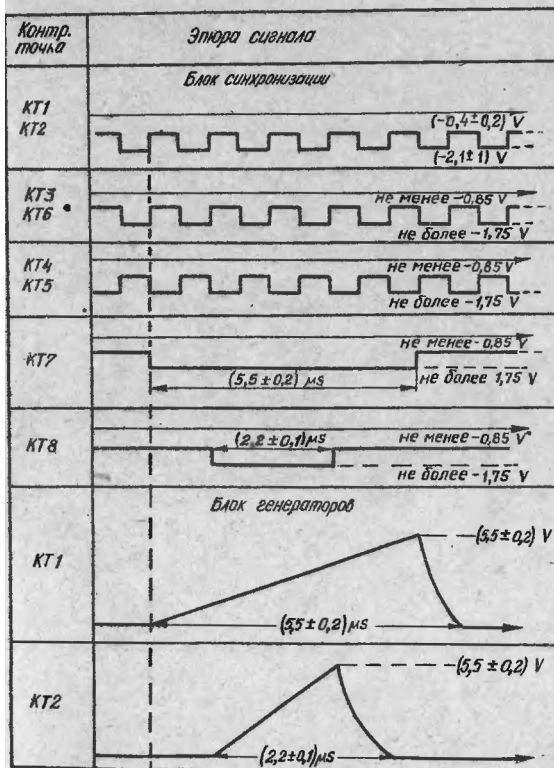 Контр. точка
Эпюра сигнала
Блок синхронизации
КТ1
КТ2
(-0,4±0,2) V
(-2,1±1) V
КТ3
КТ6
не менее -0,85 V
не более -1,75 V
КТ4
КТ5
не менее -0,85 V
не более -1,75 V
КТ7
не менее -0,85 V
(5,5±0,2) μs
не более 1,75 V
КТ8
(2,2±0,1) μs
не менее -0,85 V
не более -1,75 V
Блок генераторов
КТ1
(5,5±0,2) V
(5,5±0,2) μs
КТ2
(5,5±0,2) V
(2,2±0,1) μs